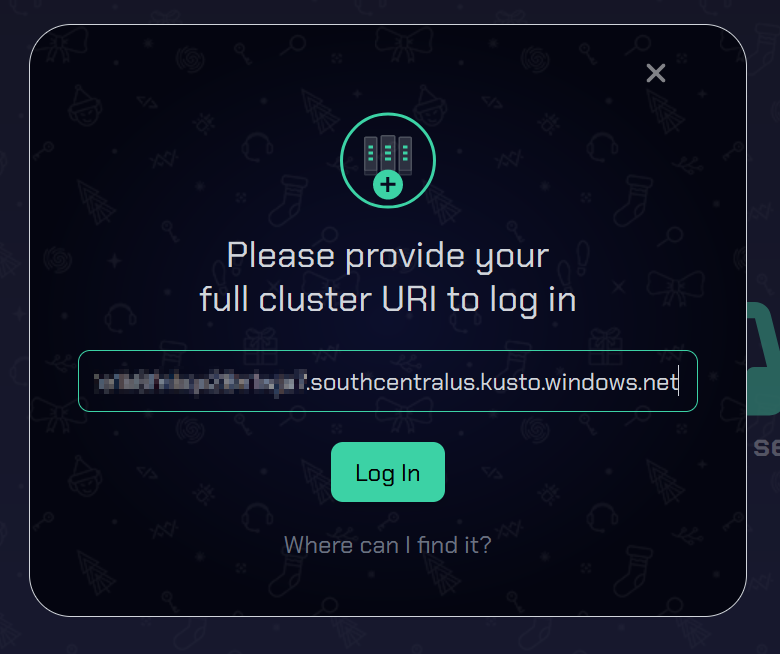 Please provide your
full cluster URI to log in
.southcentralus.kusto.windows.net
Log In
Where can I find it?
se